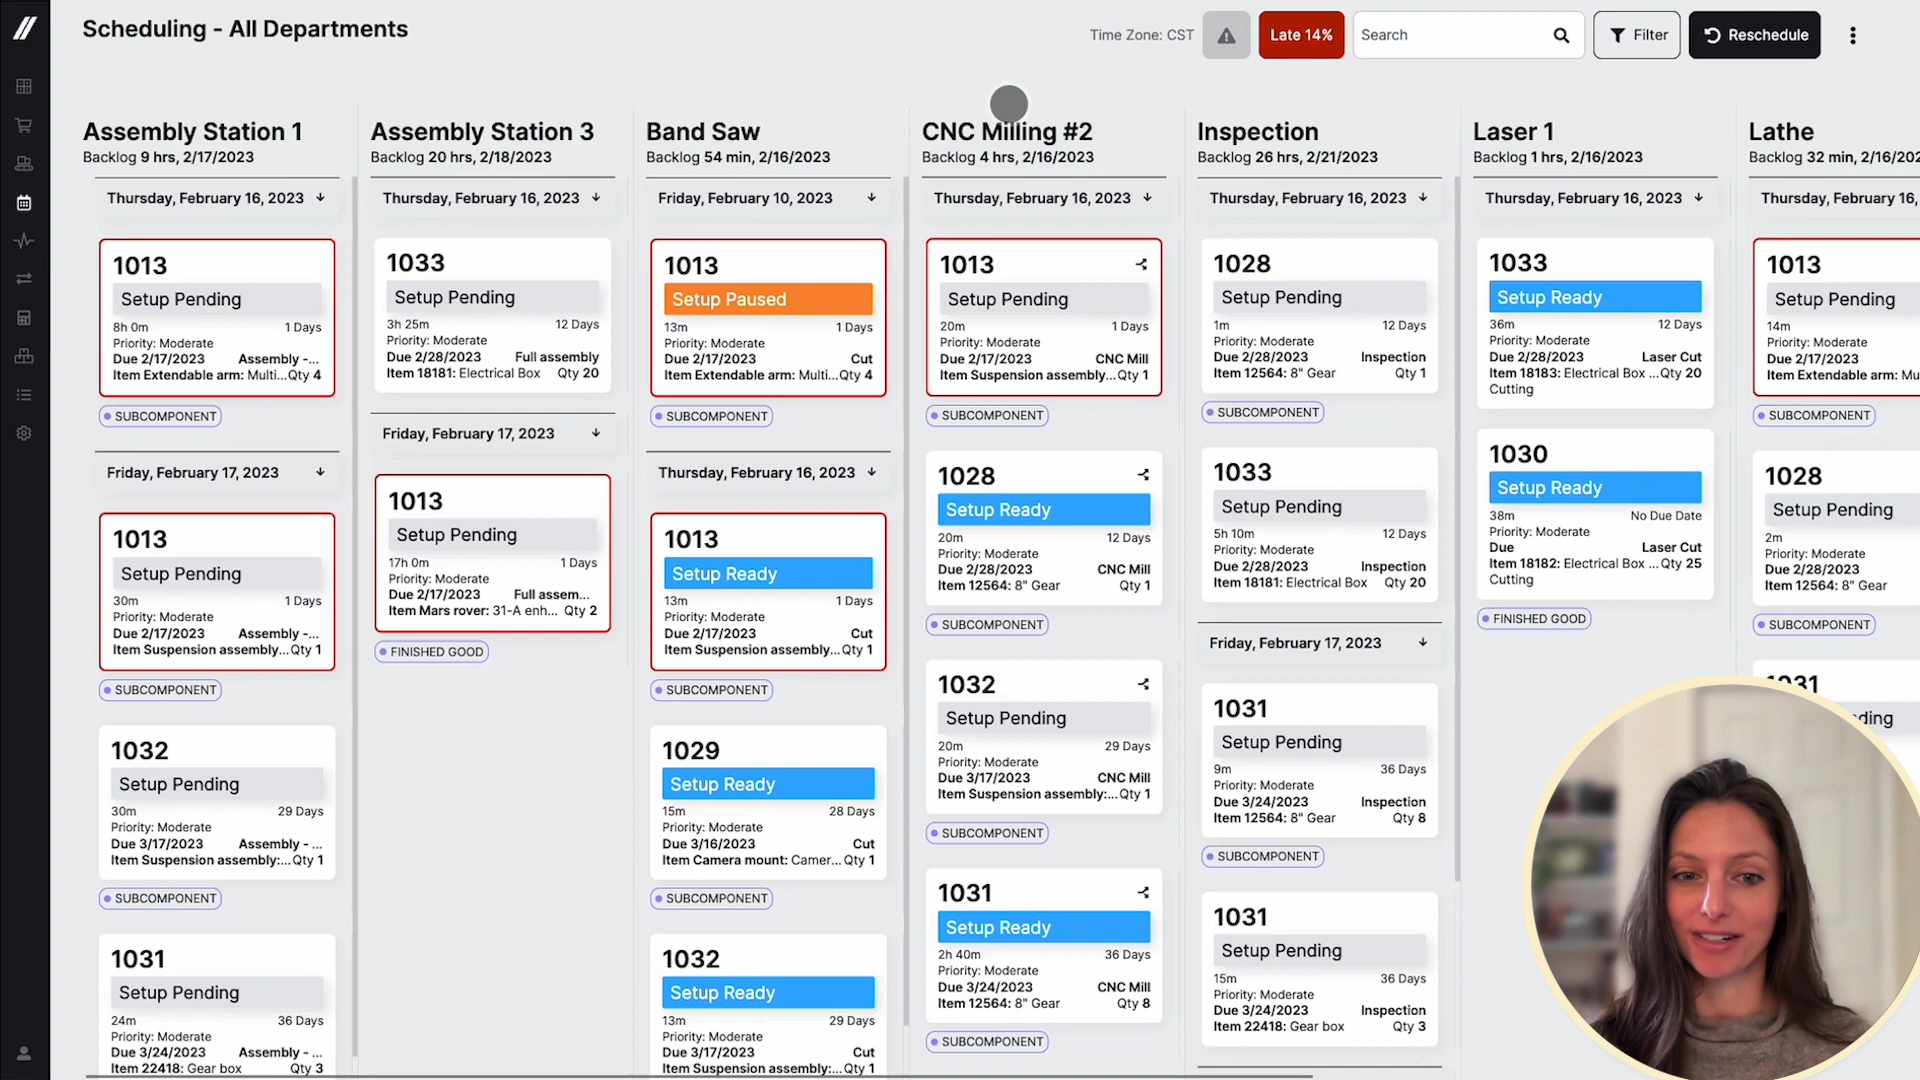 Scheduling - All Departments
Time Zone: CST
Late 14%
Search
Filter
Reschedule
Assembly Station 1
Backlog 9 hrs, 2/17/2023
Thursday, February 16, 2023
1013
Setup Pending
8h 0m 1 Days
Priority: Moderate
Due 2/17/2023 Assembly -...
Item Extendable arm: Multi...Qty 4
SUBCOMPONENT
Friday, February 17, 2023
1013
Setup Pending
30m 1 Days
Priority: Moderate
Due 2/17/2023 Assembly -...
Item Suspension assembly...Qty 1
SUBCOMPONENT
1032
Setup Pending
30m 29 Days
Priority: Moderate
Due 3/17/2023 Assembly - ...
Item Suspension assembly:...Qty 1
SUBCOMPONENT
1031
Setup Pending
24m 36 Days
Priority: Moderate
Due 3/24/2023 Assembly - ...
Item 22418: Gear box Qty 3
Assembly Station 3
Backlog 20 hrs, 2/18/2023
Thursday, February 16, 2023
1033
Setup Pending
3h 25m 12 Days
Priority: Moderate
Due 2/28/2023 Full assembly
Item 18181: Electrical Box Qty 20
Friday, February 17, 2023
1013
Setup Pending
17h 0m 1 Days
Priority: Moderate
Due 2/17/2023 Full assem...
Item Mars rover: 31-A enh... Qty 2
FINISHED GOOD
Band Saw
Backlog 54 min, 2/16/2023
Friday, February 10, 2023
1013
Setup Paused
13m 1 Days
Priority: Moderate
Due 2/17/2023 Cut
Item Extendable arm: Multi...Qty 4
SUBCOMPONENT
Thursday, February 16, 2023
1013
Setup Ready
13m 1 Days
Priority: Moderate
Due 2/17/2023 Cut
Item Suspension assembly...Qty 1
SUBCOMPONENT
1029
Setup Ready
15m 28 Days
Priority: Moderate
Due 3/16/2023 Cut
Item Camera mount: Camer...Qty 1
SUBCOMPONENT
1032
Setup Ready
13m 29 Days
Priority: Moderate
Due 3/17/2023 Cut
Item Suspension assembly:...Qty 1
CNC Milling #2
Backlog 4 hrs, 2/16/2023
Thursday, February 16, 2023
1013
Setup Pending
20m 1 Days
Priority: Moderate
Due 2/17/2023 CNC Mill
Item Suspension assembly...Qty 1
SUBCOMPONENT
1028
Setup Ready
20m 12 Days
Priority: Moderate
Due 2/28/2023 CNC Mill
Item 12564: 8" Gear Qty 1
SUBCOMPONENT
1032
Setup Pending
20m 29 Days
Priority: Moderate
Due 3/17/2023 CNC Mill
Item Suspension assembly:...Qty 1
SUBCOMPONENT
1031
Setup Ready
2h 40m 36 Days
Priority: Moderate
Due 3/24/2023 CNC Mill
Item 12564: 8" Gear Qty 8
SUBCOMPONENT
Inspection
Backlog 26 hrs, 2/21/2023
Thursday, February 16, 2023
1028
Setup Pending
1m 12 Days
Priority: Moderate
Due 2/28/2023 Inspection
Item 12564: 8" Gear Qty 1
SUBCOMPONENT
1033
Setup Pending
5h 10m 12 Days
Priority: Moderate
Due 2/28/2023 Inspection
Item 18181: Electrical Box Qty 20
Friday, February 17, 2023
1031
Setup Pending
9m 36 Days
Priority: Moderate
Due 3/24/2023 Inspection
Item 12564: 8" Gear Qty 8
SUBCOMPONENT
1031
Setup Pending
15m 36 Days
Priority: Moderate
Due 3/24/2023 Inspection
Item 22418: Gear box Qty 3
Laser 1
Backlog 1 hrs, 2/16/2023
Thursday, February 16, 2023
1033
Setup Ready
36m 12 Days
Priority: Moderate
Due 2/28/2023 Laser Cut
Item 18183: Electrical Box ...Qty 20
Cutting
1030
Setup Ready
38m No Due Date
Priority: Moderate
Due Laser Cut
Item 18182: Electrical Box ...Qty 25
Cutting
FINISHED GOOD
Lathe
Backlog 32 min, 2/16/202
Thursday, February 16,
1013
Setup Pending
14m
Priority: Moderate
Due 2/17/2023
Item Extendable arm: Mu
SUBCOMPONENT
1028
Setup Pending
2m
Priority: Moderate
Due 2/28/2023
Item 12564: 8" Gear
SUBCOMPONENT
1031